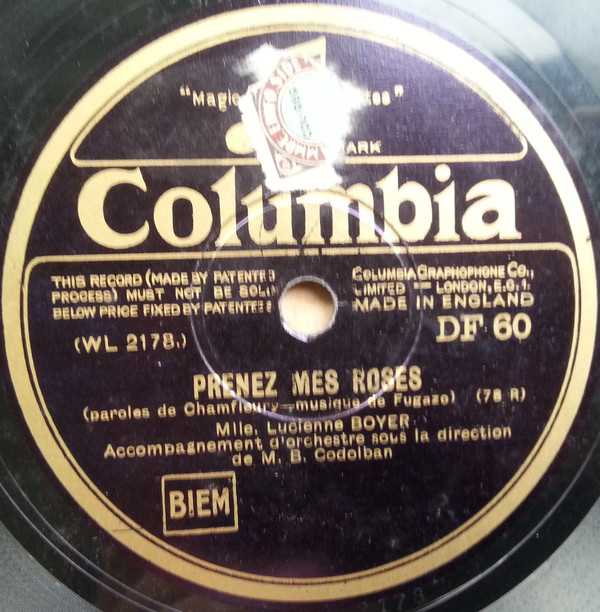 "Magic
ARK
Columbia
THIS RECORD (MADE BY PATENTED
PROCESS) MUST NOT BE SOLD
BELOW PRICE FIXED BY PATENTEES
COLUMBIA GRAPHOPHONE CO.,
LIMITED — LONDON, E.C.1.
MADE IN ENGLAND
DF 60
(WL 2178.)
PRENEZ MES ROSES
(paroles de Chamfleury—musique de Fugazo) (78 R)
Mlle. Lucienne BOYER
Accompagnement d'orchestre sous la direction
de M. B. Codolban
BIEM